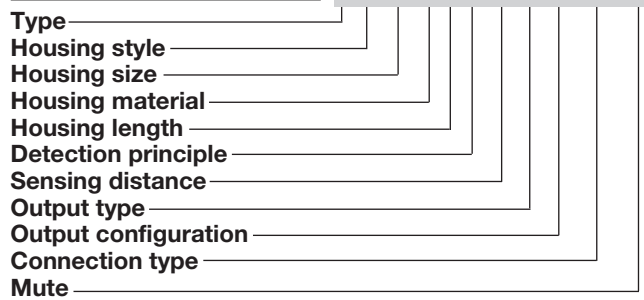 Type
Housing style
Housing size
Housing material
Housing length
Detection principle
Sensing distance
Output type
Output configuration
Connection type
Mute